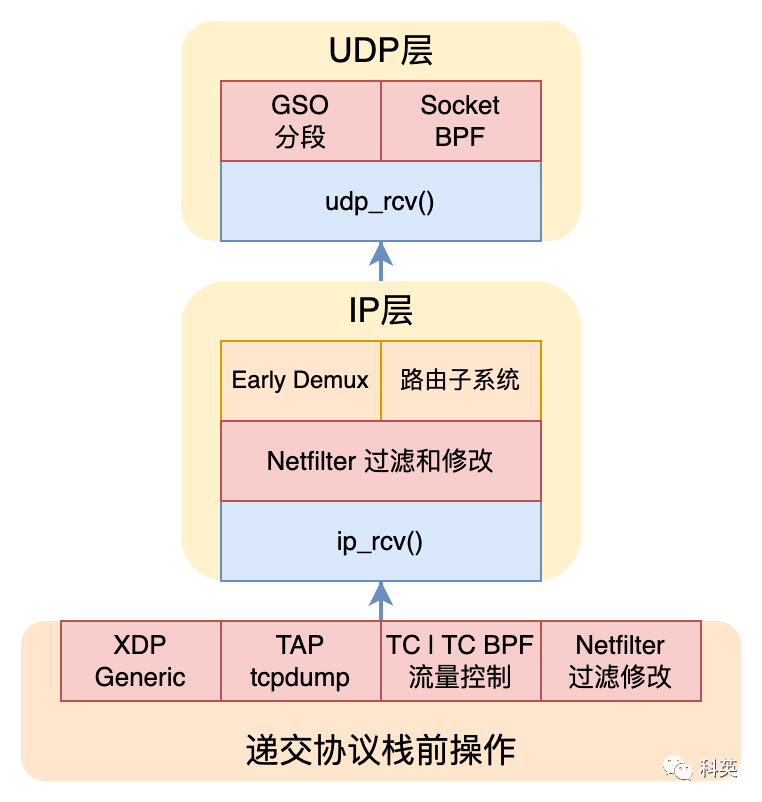 UDP层
GSO
分段
Socket
BPF
udp_rcv()
IP层
Early Demux
路由子系统
Netfilter 过滤和修改
ip_rcv()
XDP
Generic
TAP
tcpdump
TC | TC BPF
流量控制
Netfilter
过滤修改
递交协议栈前操作
科英